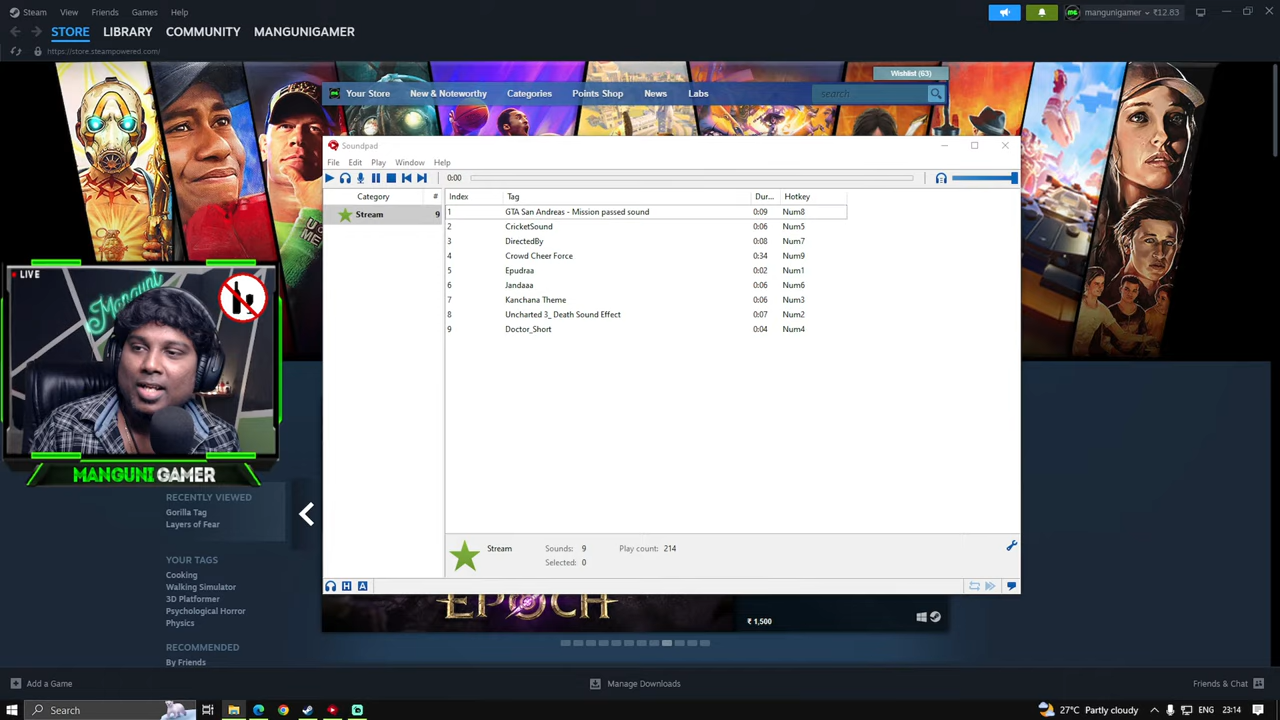 Steam View Friends Games Help
mangunigamer ₹12.83
STORE LIBRARY COMMUNITY MANGUNIGAMER
https://store.steampowered.com/
Wishlist (63)
Your Store New & Noteworthy Categories Points Shop News Labs search
Soundpad
File Edit Play Window Help
0:00
Category # Index Tag Dur... Hotkey
Stream 9
1 GTA San Andreas - Mission passed sound 0:09 Num8
2 CricketSound 0:06 Num5
3 DirectedBy 0:08 Num7
4 Crowd Cheer Force 0:34 Num9
5 Epudraa 0:02 Num1
6 Jandaaa 0:06 Num6
7 Kanchana Theme 0:06 Num3
8 Uncharted 3_ Death Sound Effect 0:07 Num2
9 Doctor_Short 0:04 Num4
LIVE
Manguni
MANGUNI GAMER
RECENTLY VIEWED
Gorilla Tag
Layers of Fear
YOUR TAGS
Cooking
Walking Simulator
3D Platformer
Psychological Horror
Physics
RECOMMENDED
By Friends
Stream Sounds: 9 Play count: 214
Selected: 0
H A
EPOCH
₹ 1,500
Add a Game Manage Downloads Friends & Chat
Search 27°C Partly cloudy ENG 23:14